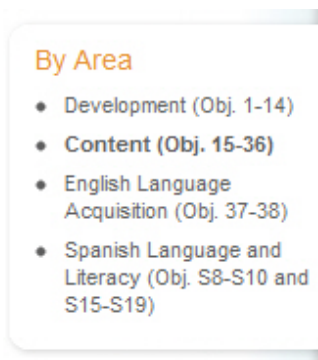 By Area
Development (Obj. 1-14)
Content (Obj. 15-36)
English Language
Acquisition (Obj. 37-38)
Spanish Language and
Literacy (Obj. S8-S10 and
S15-S19)